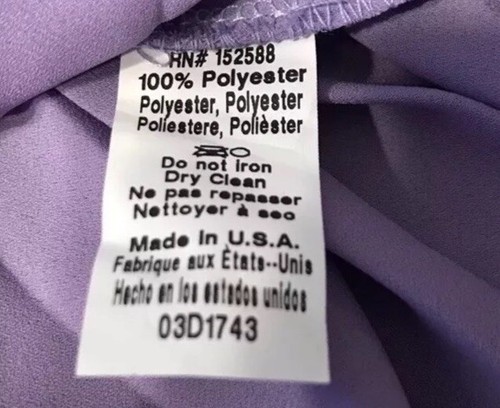 RN# 152588
100% Polyester
Polyester, Polyester
Poliestere, Polièster
Do not iron
Dry Clean
Ne pas repasser
Nettoyer à seo
Made In U.S.A.
Fabrique aux États--Unis
Hecho en los estados unidos
03D1743